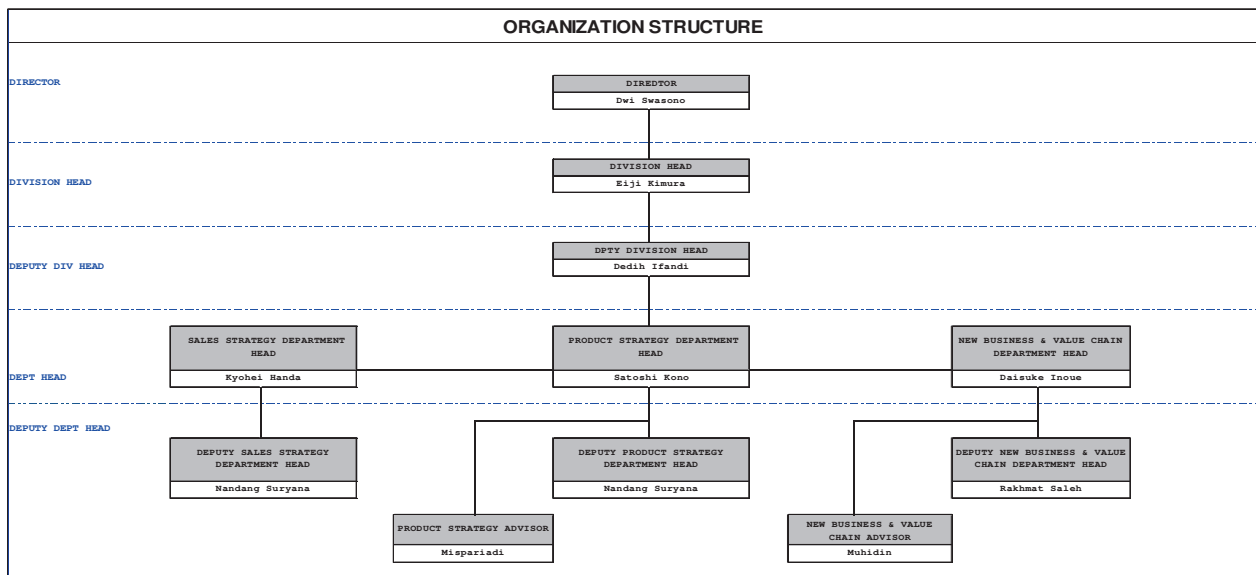 ORGANIZATION STRUCTURE
DIRECTOR
DIREDTOR
Dwi Swasono
DIVISION HEAD
DIVISION HEAD
Eiji Kimura
DEPUTY DIV HEAD
DPTY DIVISION HEAD
Dedih Ifandi
DEPT HEAD
SALES STRATEGY DEPARTMENT
HEAD
Kyohei Handa
PRODUCT STRATEGY DEPARTMENT
HEAD
Satoshi Kono
NEW BUSINESS & VALUE CHAIN
DEPARTMENT HEAD
Daisuke Inoue
DEPUTY DEPT HEAD
DEPUTY SALES STRATEGY
DEPARTMENT HEAD
Nandang Suryana
DEPUTY PRODUCT STRATEGY
DEPARTMENT HEAD
Nandang Suryana
DEPUTY NEW BUSINESS & VALUE
CHAIN DEPARTMENT HEAD
Rakhmat Saleh
PRODUCT STRATEGY ADVISOR
Mispariadi
NEW BUSINESS & VALUE
CHAIN ADVISOR
Muhidin